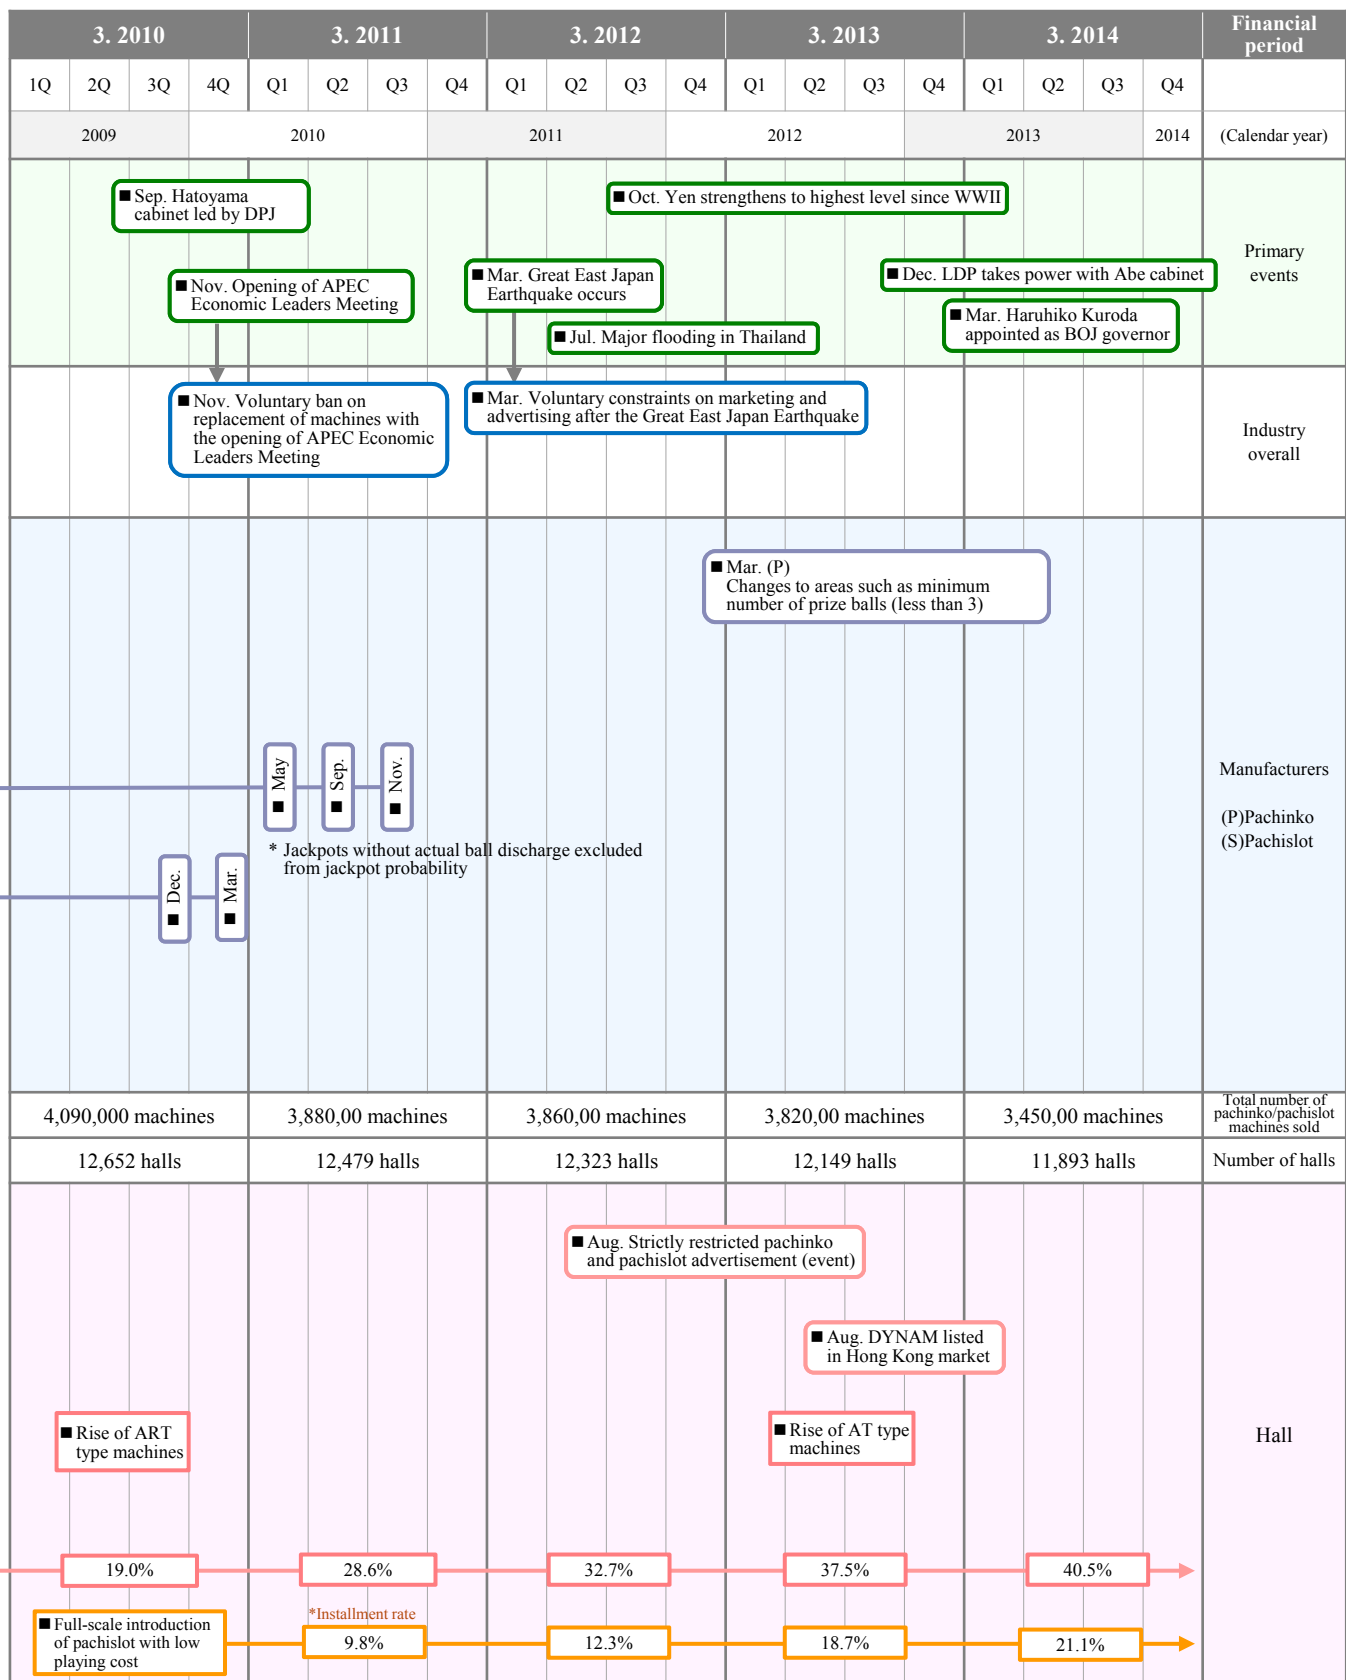 3. 2010 3. 2011 3. 2012 3. 2013 3. 2014 Financial
period
1Q 2Q 3Q 4Q Q1 Q2 Q3 Q4 Q1 Q2 Q3 Q4 Q1 Q2 Q3 Q4 Q1 Q2 Q3 Q4
2009 2010 2011 2012 2013 2014 (Calendar year)
■ Sep. Hatoyama
cabinet led by DPJ
■ Oct. Yen strengthens to highest level since WWII
■ Nov. Opening of APEC
Economic Leaders Meeting
■ Mar. Great East Japan
Earthquake occurs
■ Dec. LDP takes power with Abe cabinet
■ Mar. Haruhiko Kuroda
appointed as BOJ governor
■ Jul. Major flooding in Thailand
Primary
events
■ Nov. Voluntary ban on
replacement of machines with
the opening of APEC Economic
Leaders Meeting
■ Mar. Voluntary constraints on marketing and
advertising after the Great East Japan Earthquake
Industry
overall
■ Mar. (P)
Changes to areas such as minimum
number of prize balls (less than 3)
■ May
■ Sep.
■ Nov.
* Jackpots without actual ball discharge excluded
from jackpot probability
■ Dec.
■ Mar.
Manufacturers
(P)Pachinko
(S)Pachislot
4,090,000 machines 3,880,00 machines 3,860,00 machines 3,820,00 machines 3,450,00 machines
Total number of
pachinko/pachislot
machines sold
12,652 halls 12,479 halls 12,323 halls 12,149 halls 11,893 halls Number of halls
■ Aug. Strictly restricted pachinko
and pachislot advertisement (event)
■ Aug. DYNAM listed
in Hong Kong market
■ Rise of ART
type machines
■ Rise of AT type
machines
Hall
19.0% 28.6% 32.7% 37.5% 40.5%
■ Full-scale introduction
of pachislot with low
playing cost
*Installment rate
9.8% 12.3% 18.7% 21.1%